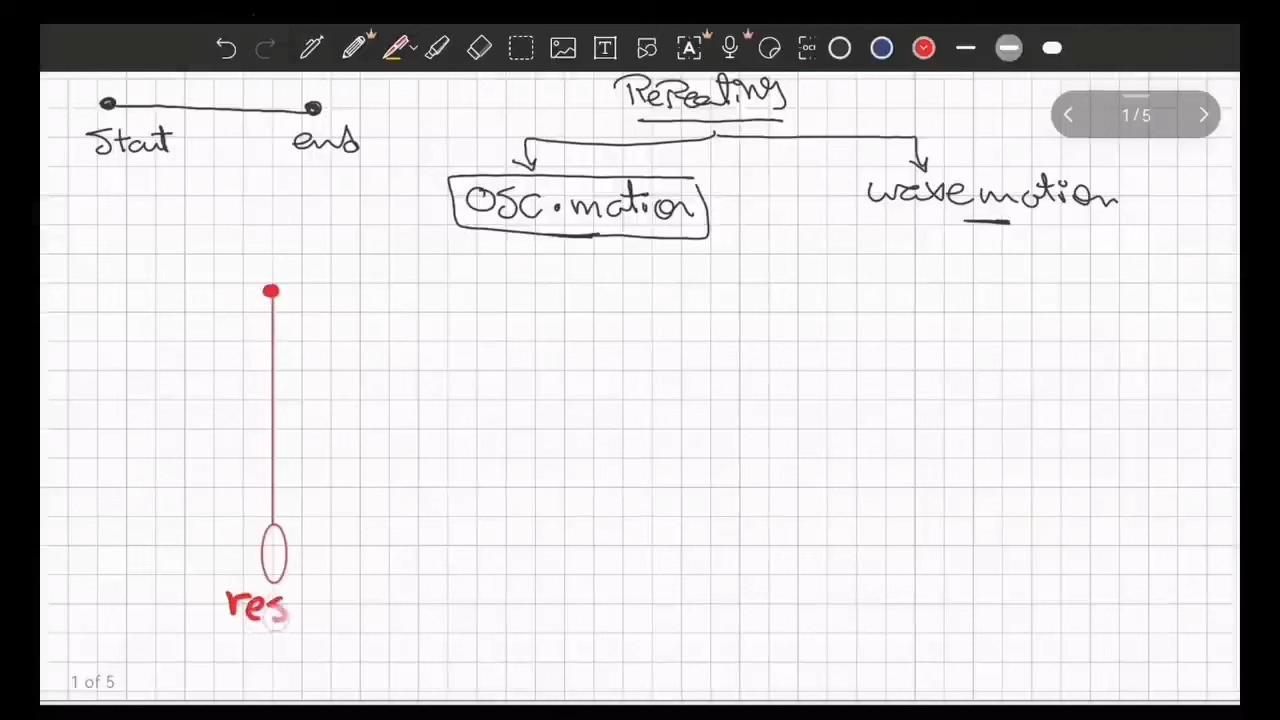 RePeating
start end
OSC. motion wave motion
res
1/5
1 of 5